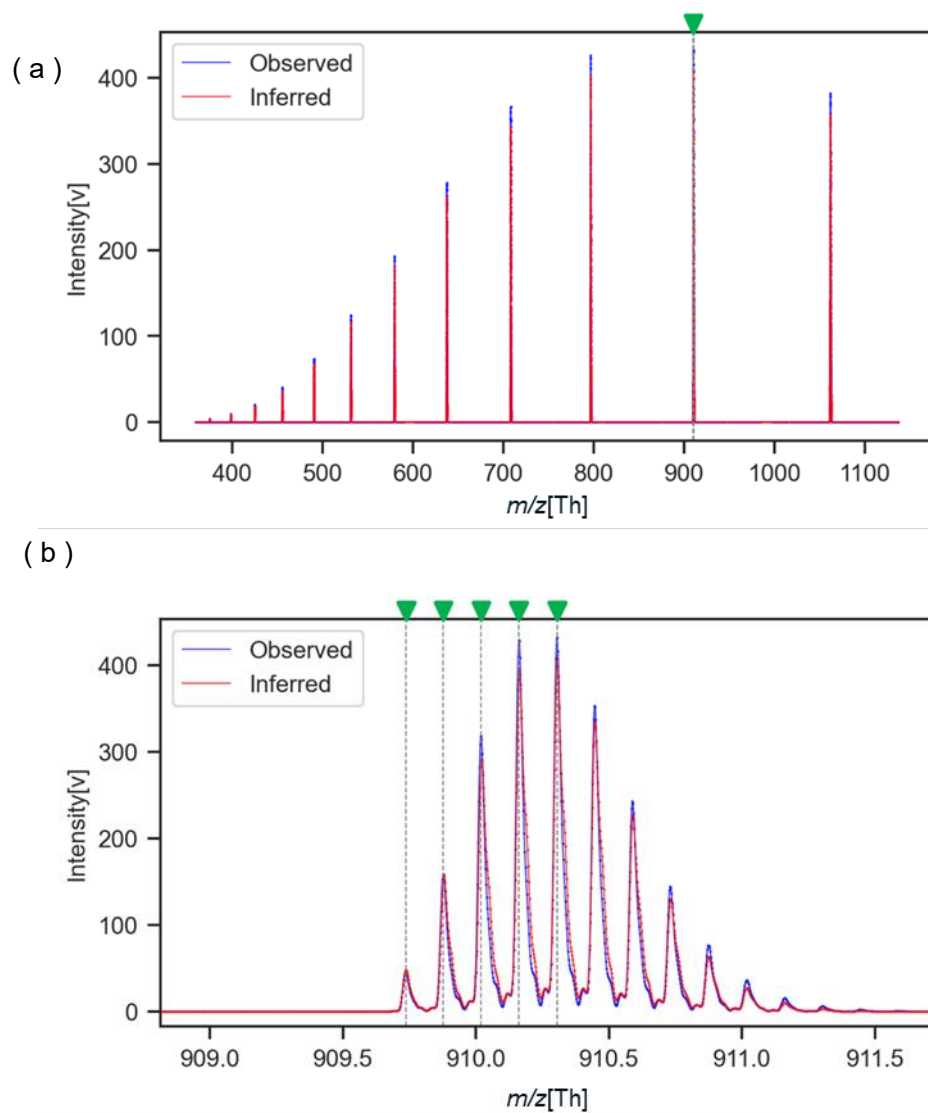 ( a )
Observed
Inferred
Intensity[v]
400
300
200
100
0
400 500 600 700 800 900 1000 1100
m/z[Th]
( b )
Observed
Inferred
Intensity[v]
400
300
200
100
0
909.0 909.5 910.0 910.5 911.0 911.5
m/z[Th]